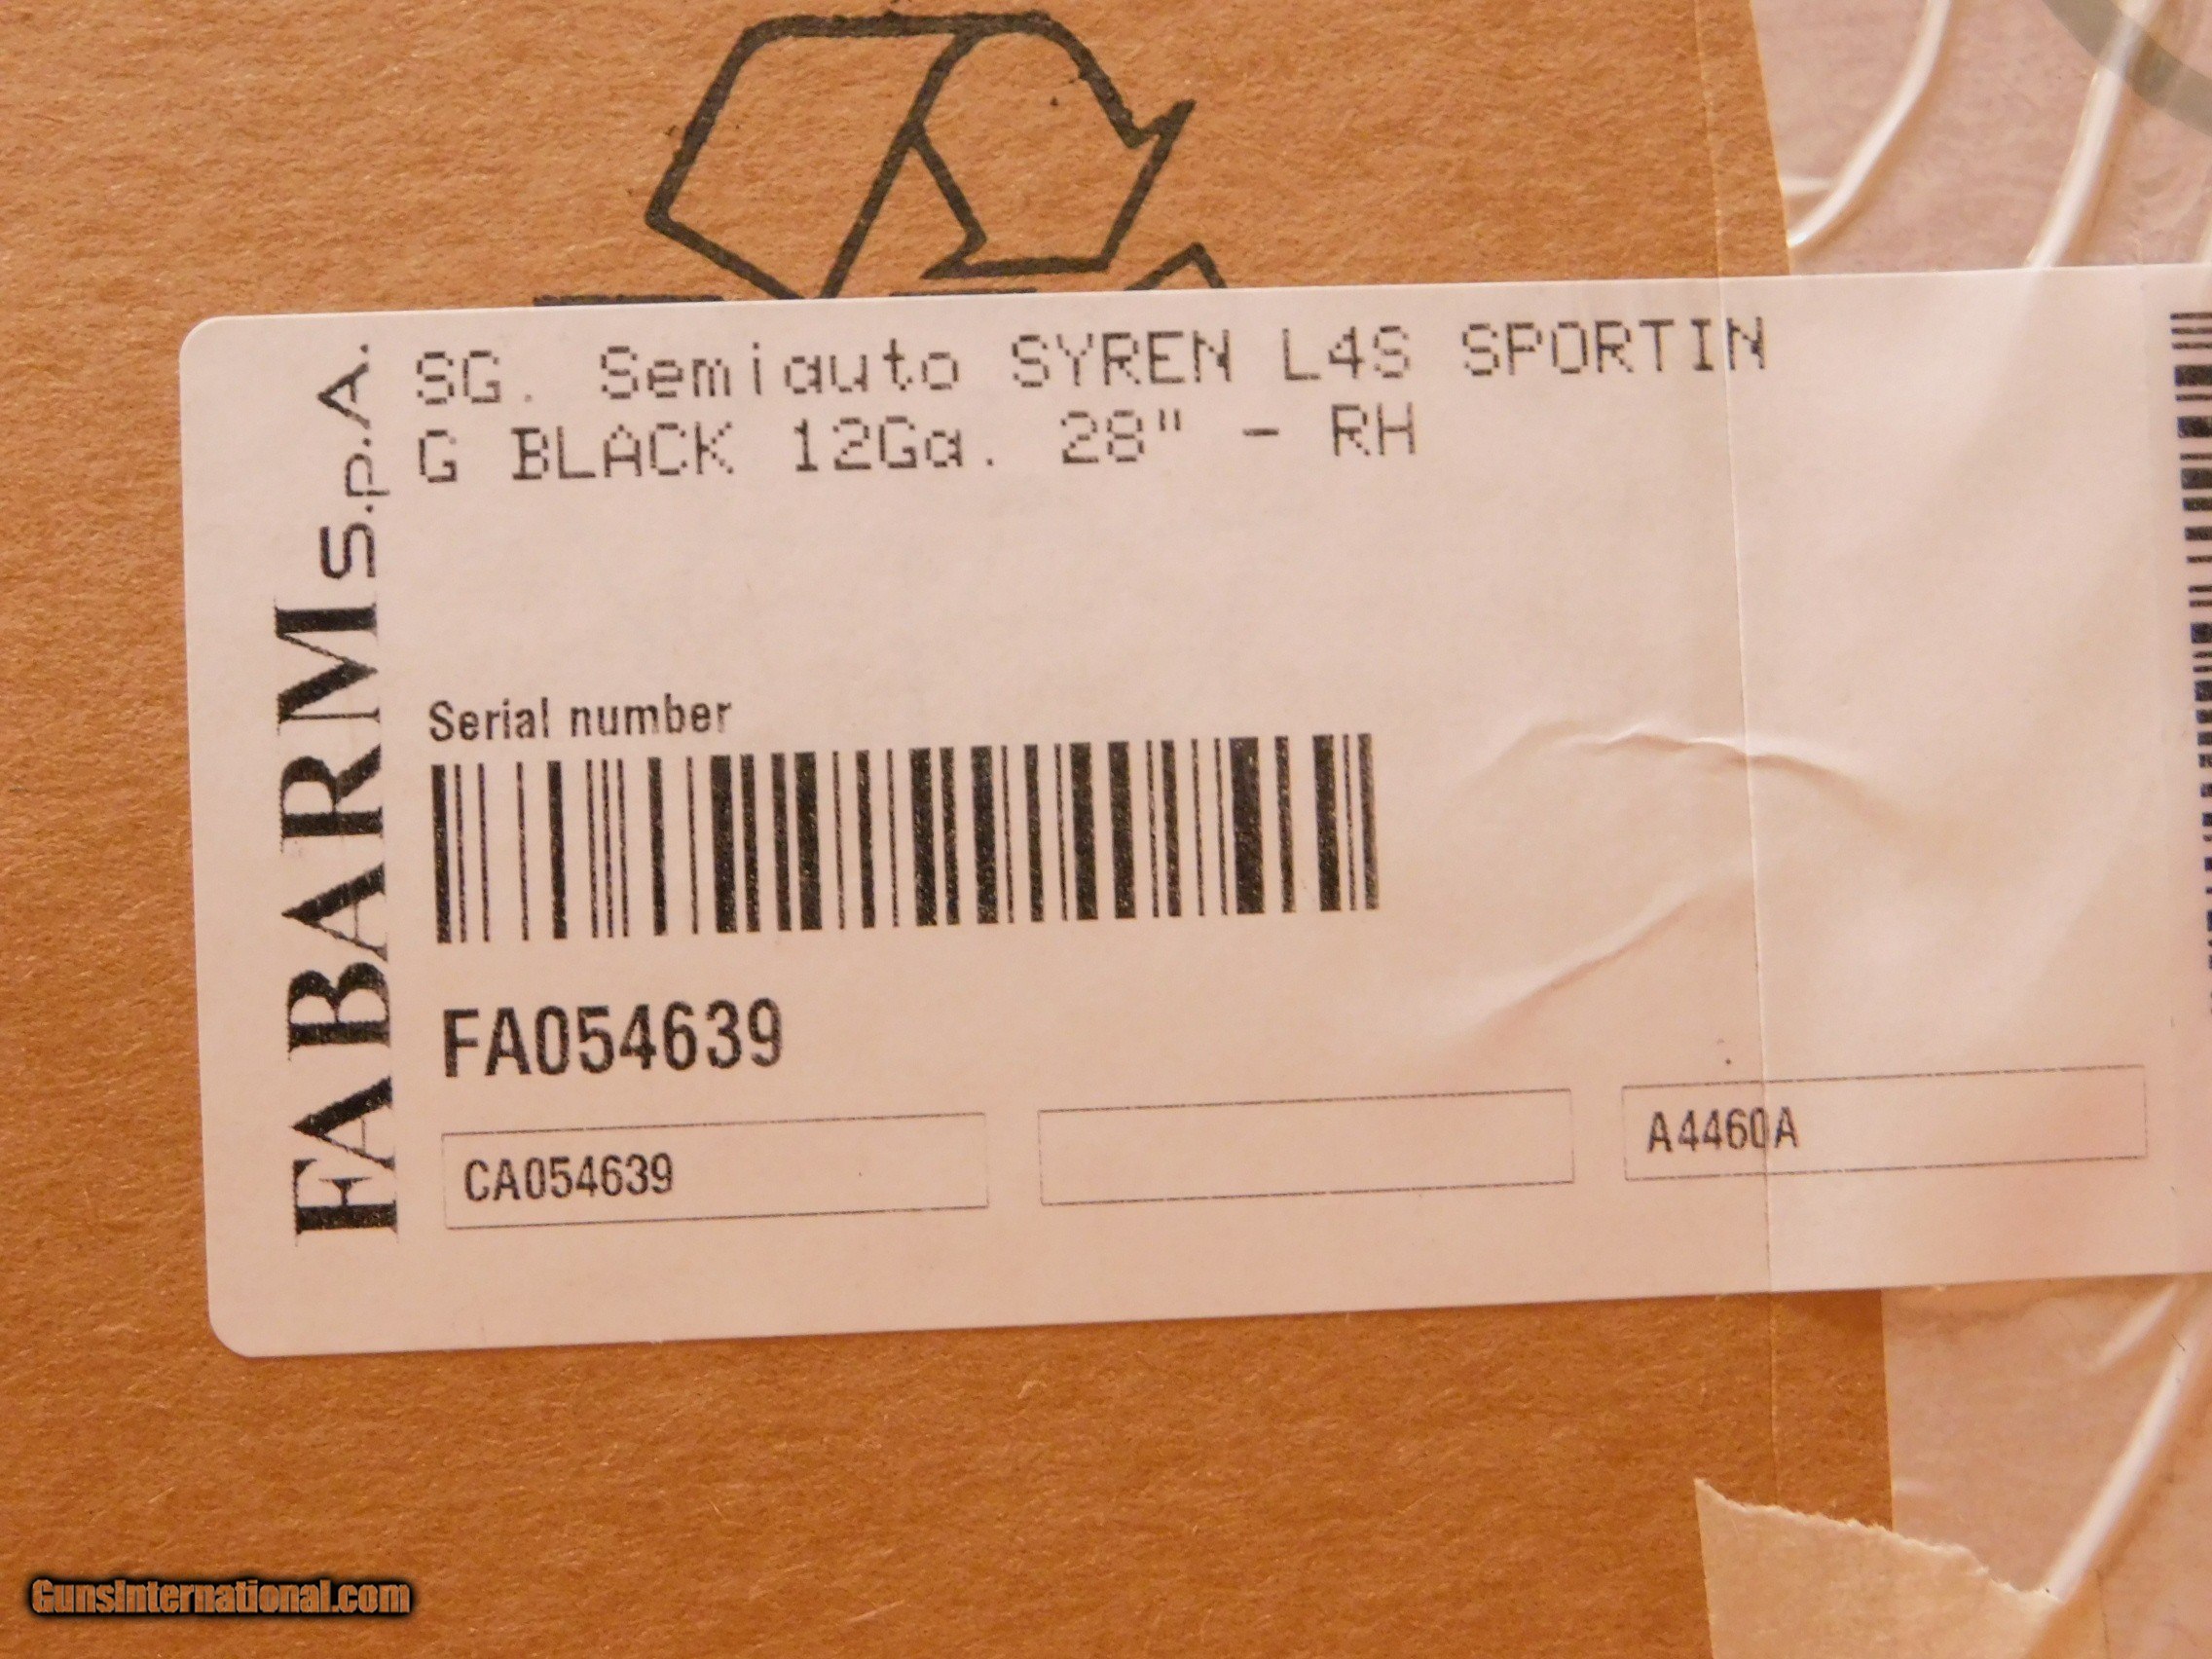 FABARM S.p.A.
SG. Semiauto SYREN L4S SPORTIN
G BLACK 12Ga. 28" - RH
Serial number
FA054639
CA054639
A4460A
GunsInternational.com